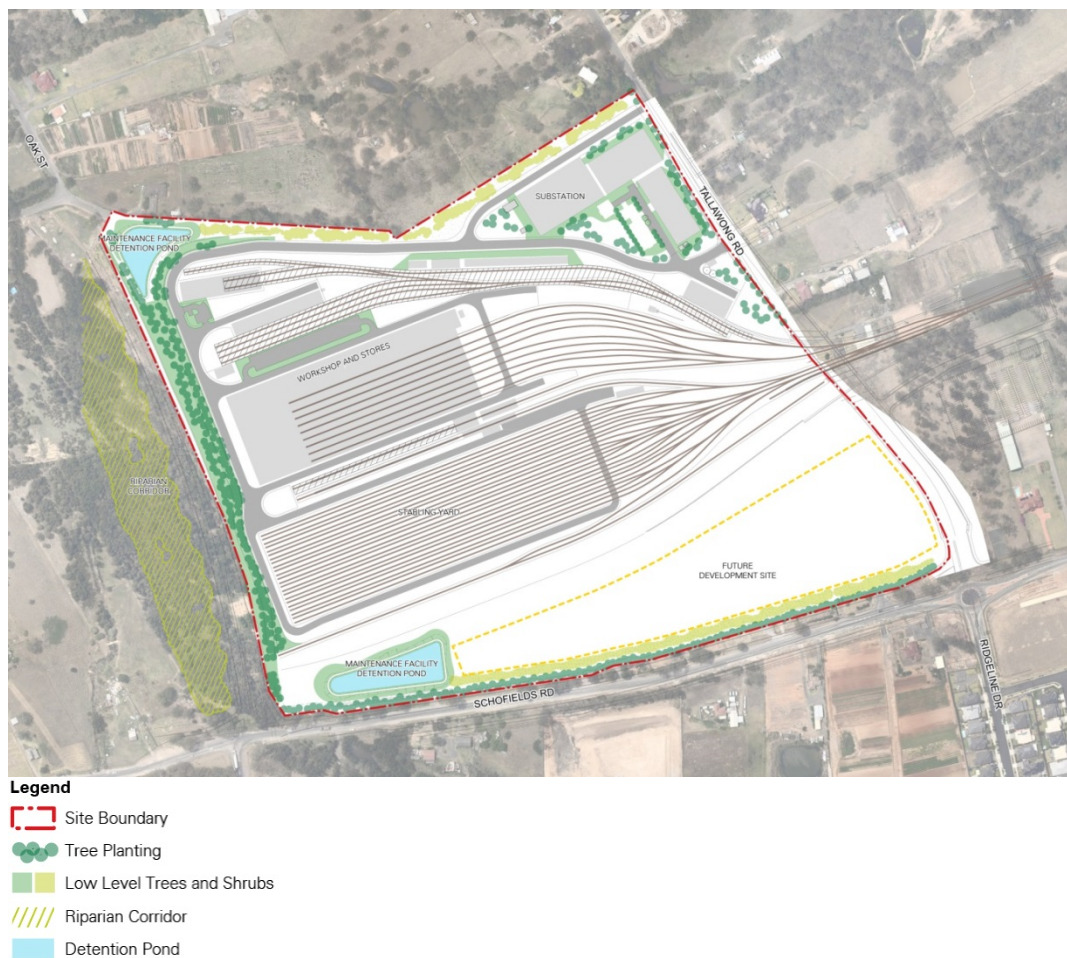 OAK ST
SUBSTATION
TALLAWONG RD
MAINTENANCE FACILITY
DETENTION POND
WORKSHOP AND STORES
RIPARIAN
CORRIDOR
STABLING YARD
FUTURE
DEVELOPMENT SITE
MAINTENANCE FACILITY
DETENTION POND
SCHOFIELDS RD
RIDGELINE DR
Legend
Site Boundary
Tree Planting
Low Level Trees and Shrubs
Riparian Corridor
Detention Pond